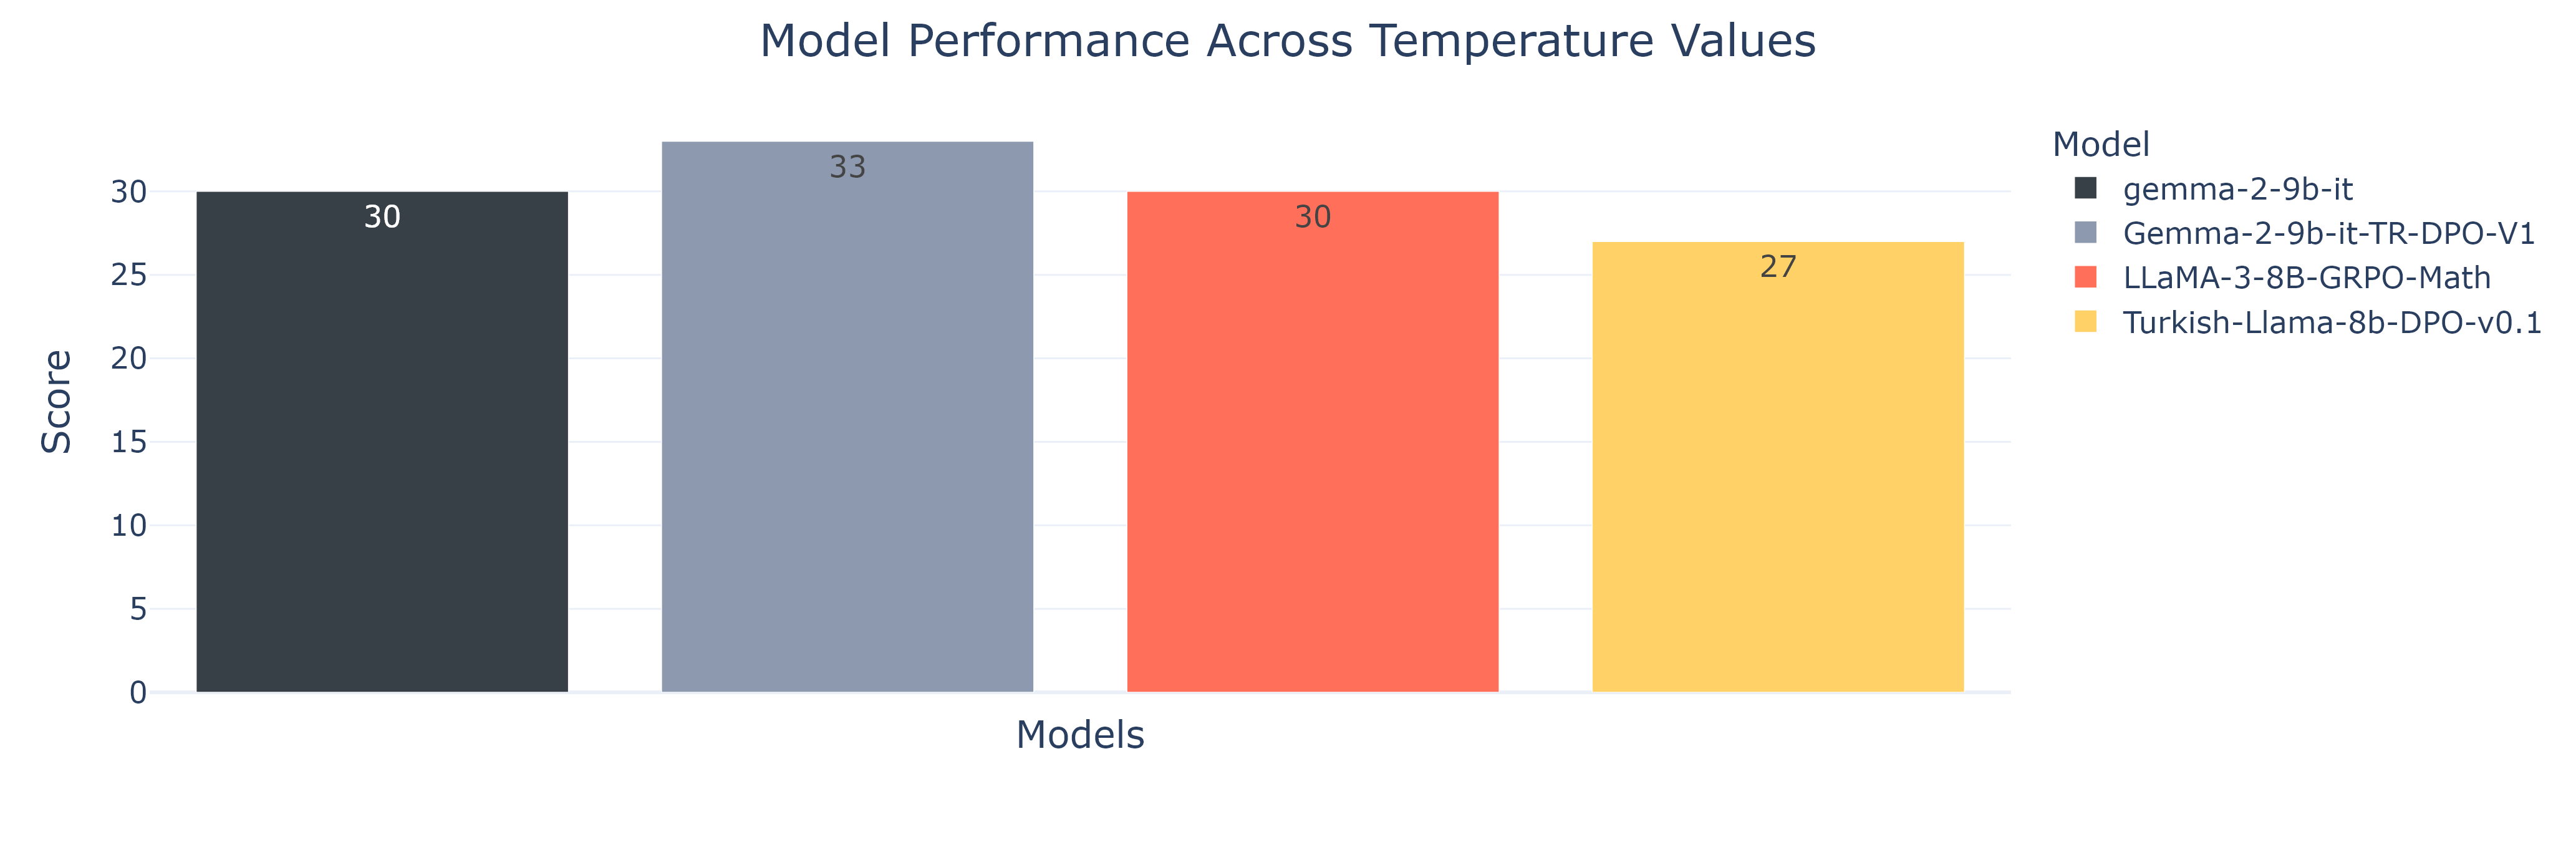 Model Performance Across Temperature Values
Score
30
25
20
15
10
5
0
30
33
30
27
Models
Model
gemma-2-9b-it
Gemma-2-9b-it-TR-DPO-V1
LLaMA-3-8B-GRPO-Math
Turkish-Llama-8b-DPO-v0.1